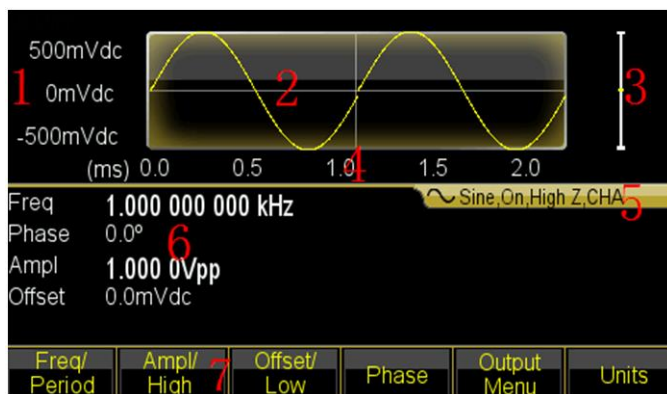 500mVdc
1 0mVdc 2 3
-500mVdc
(ms) 0.0 0.5 1.0 1.5 2.0
4
Sine,On,High Z,CHA 5
Freq 1.000 000 000 kHz
Phase 0.0° 6
Ampl 1.000 0Vpp
Offset 0.0mVdc
Freq/ Ampl/ Offset/ Phase Output Units
Period High 7 Low Menu